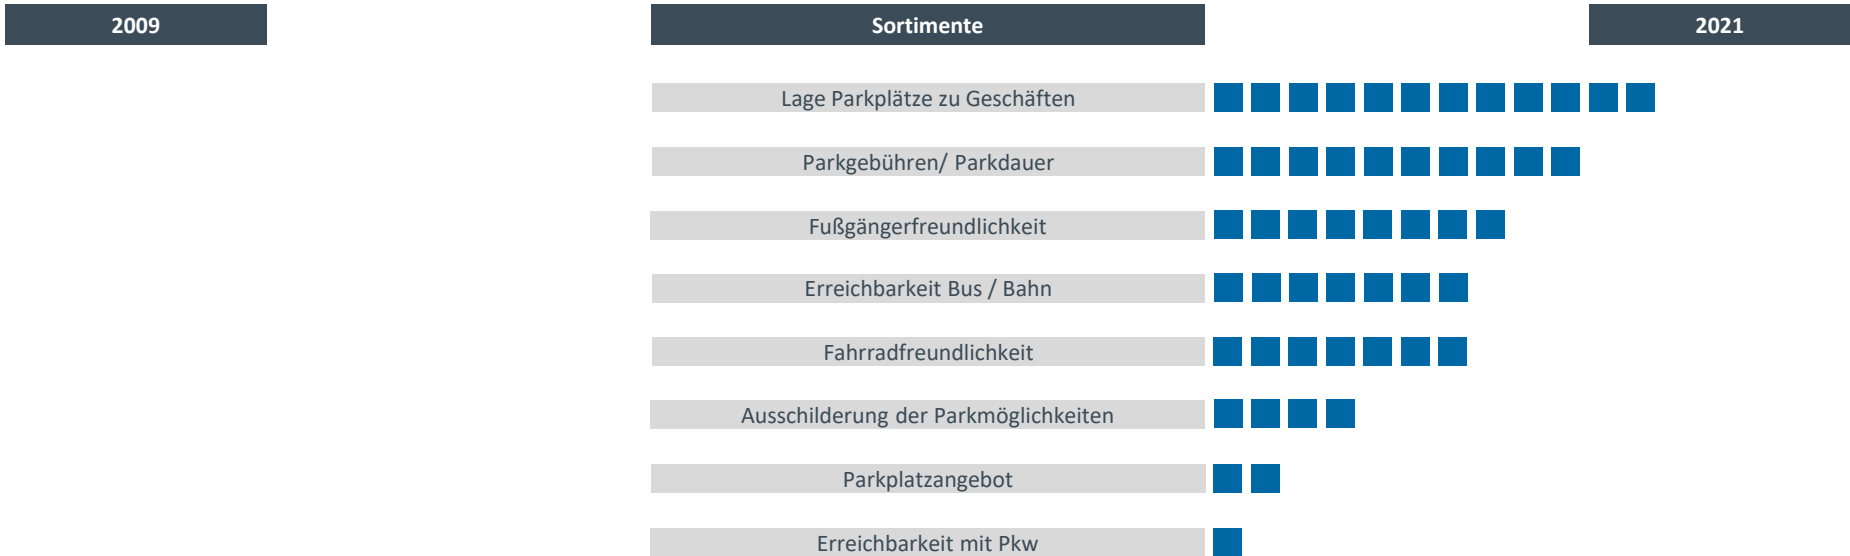 2009
Sortimente
2021
Lage Parkplätze zu Geschäften
Parkgebühren/ Parkdauer
Fußgängerfreundlichkeit
Erreichbarkeit Bus / Bahn
Fahrradfreundlichkeit
Ausschilderung der Parkmöglichkeiten
Parkplatzangebot
Erreichbarkeit mit Pkw